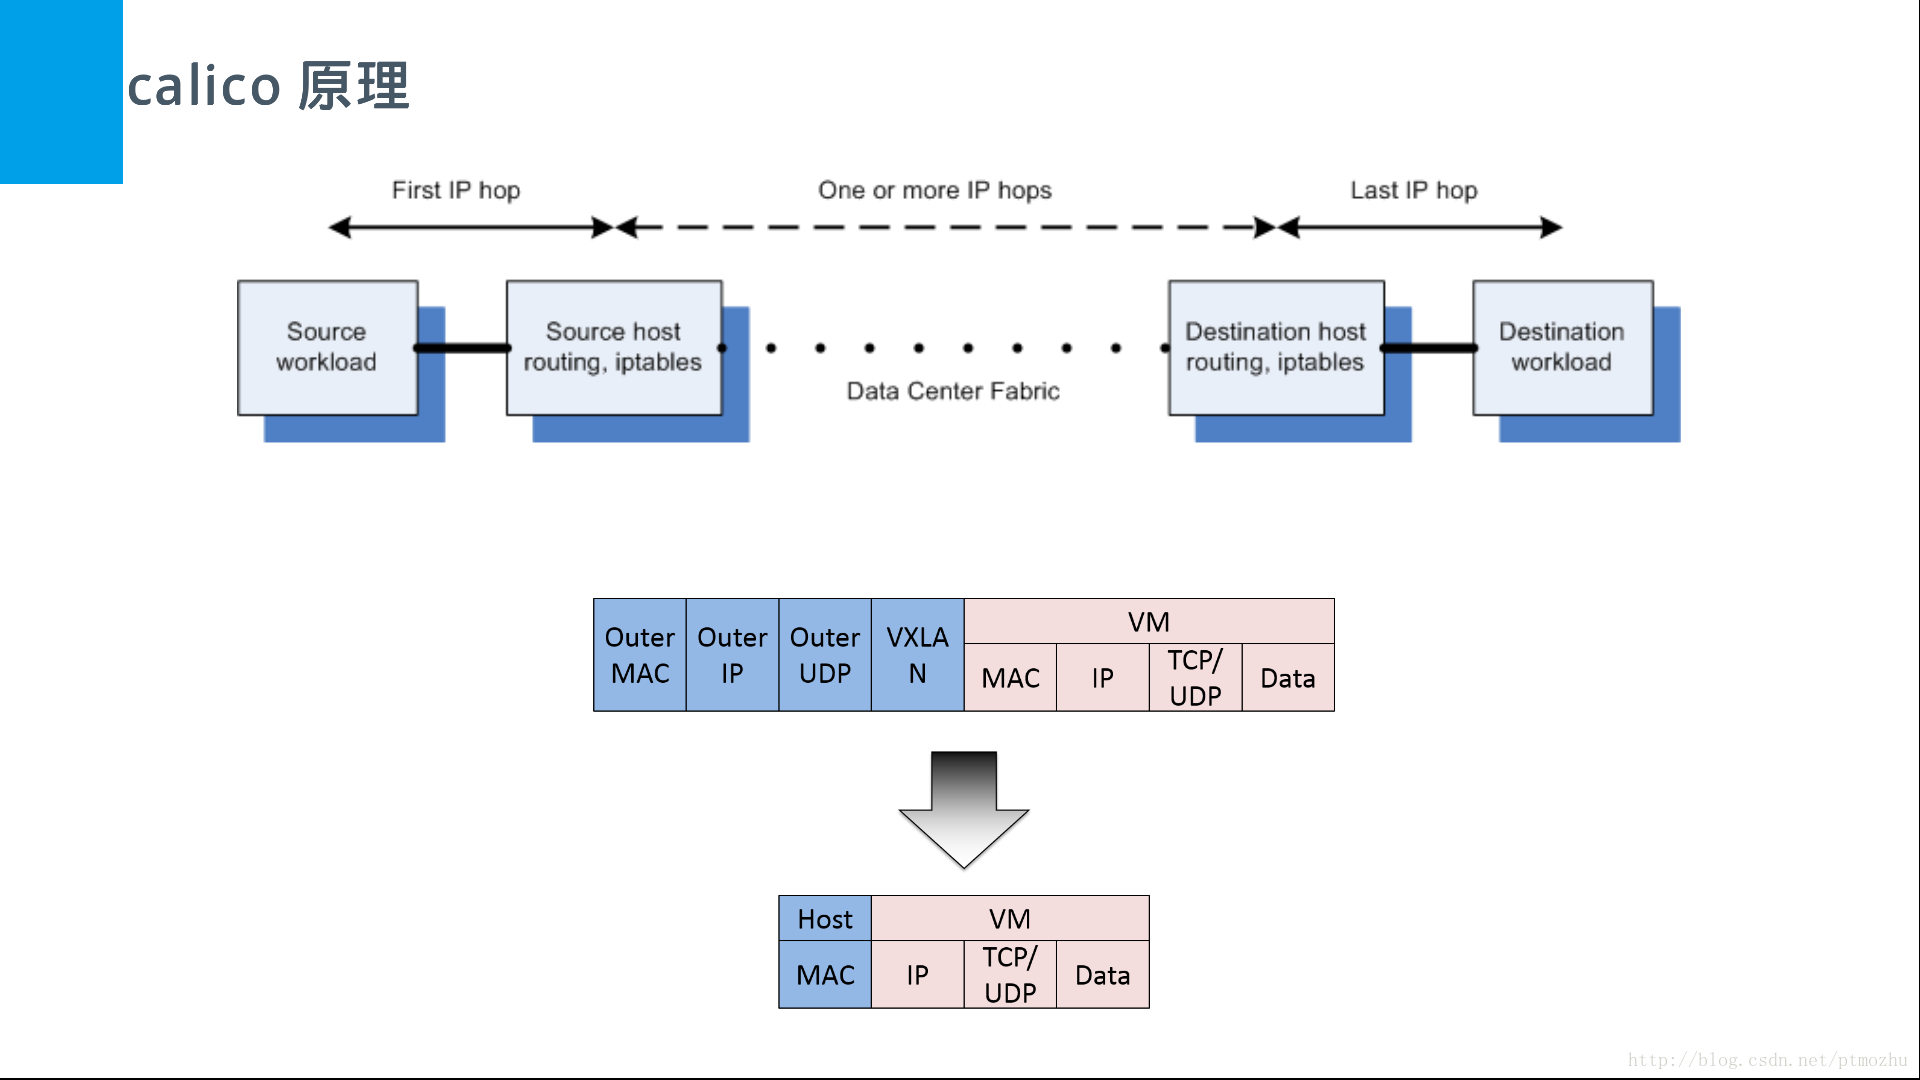 calico 原理
First IP hop
One or more IP hops
Last IP hop
Source
workload
Source host
routing, iptables
Data Center Fabric
Destination host
routing, iptables
Destination
workload
Outer
MAC
Outer
IP
Outer
UDP
VXLA
N
VM
MAC
IP
TCP/
UDP
Data
Host
VM
MAC
IP
TCP/
UDP
Data
http://blog.csdn.net/ptmozhu